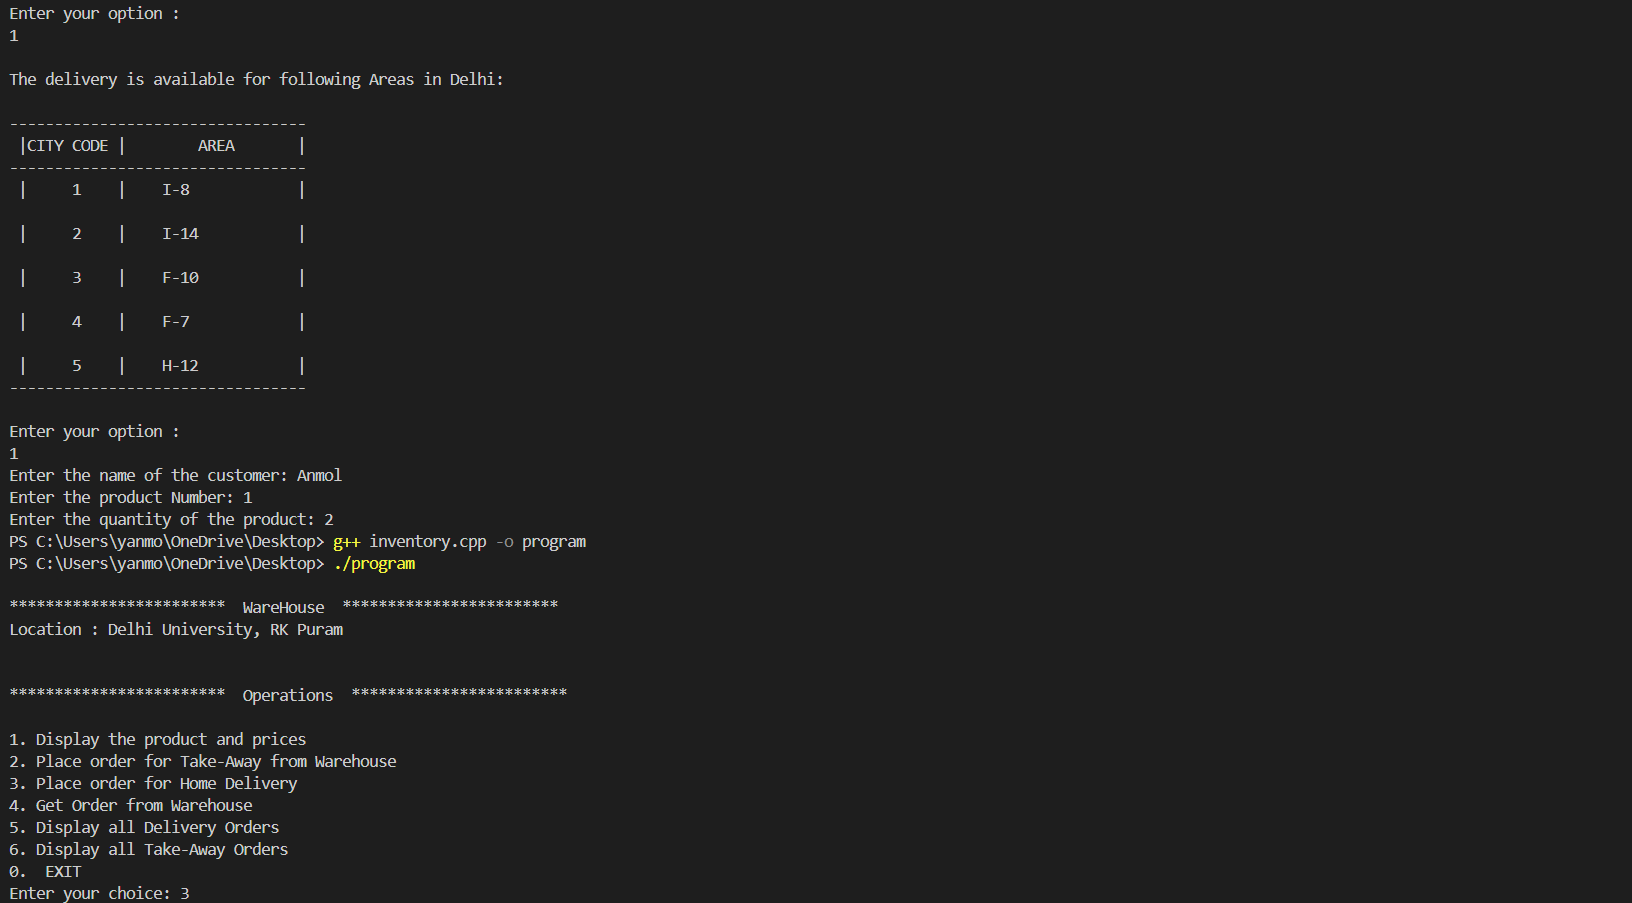 Enter your option :
1
The delivery is available for following Areas in Delhi:
---------------------------------
|CITY CODE |        AREA       |
---------------------------------
|     1    |    I-8            |
|     2    |    I-14           |
|     3    |    F-10           |
|     4    |    F-7            |
|     5    |    H-12           |
---------------------------------
Enter your option :
1
Enter the name of the customer: Anmol
Enter the product Number: 1
Enter the quantity of the product: 2
PS C:\Users\yanmo\OneDrive\Desktop> g++ inventory.cpp -o program
PS C:\Users\yanmo\OneDrive\Desktop> ./program
************************  WareHouse  ************************
Location : Delhi University, RK Puram
************************  Operations  ************************
1. Display the product and prices
2. Place order for Take-Away from Warehouse
3. Place order for Home Delivery
4. Get Order from Warehouse
5. Display all Delivery Orders
6. Display all Take-Away Orders
0.  EXIT
Enter your choice: 3